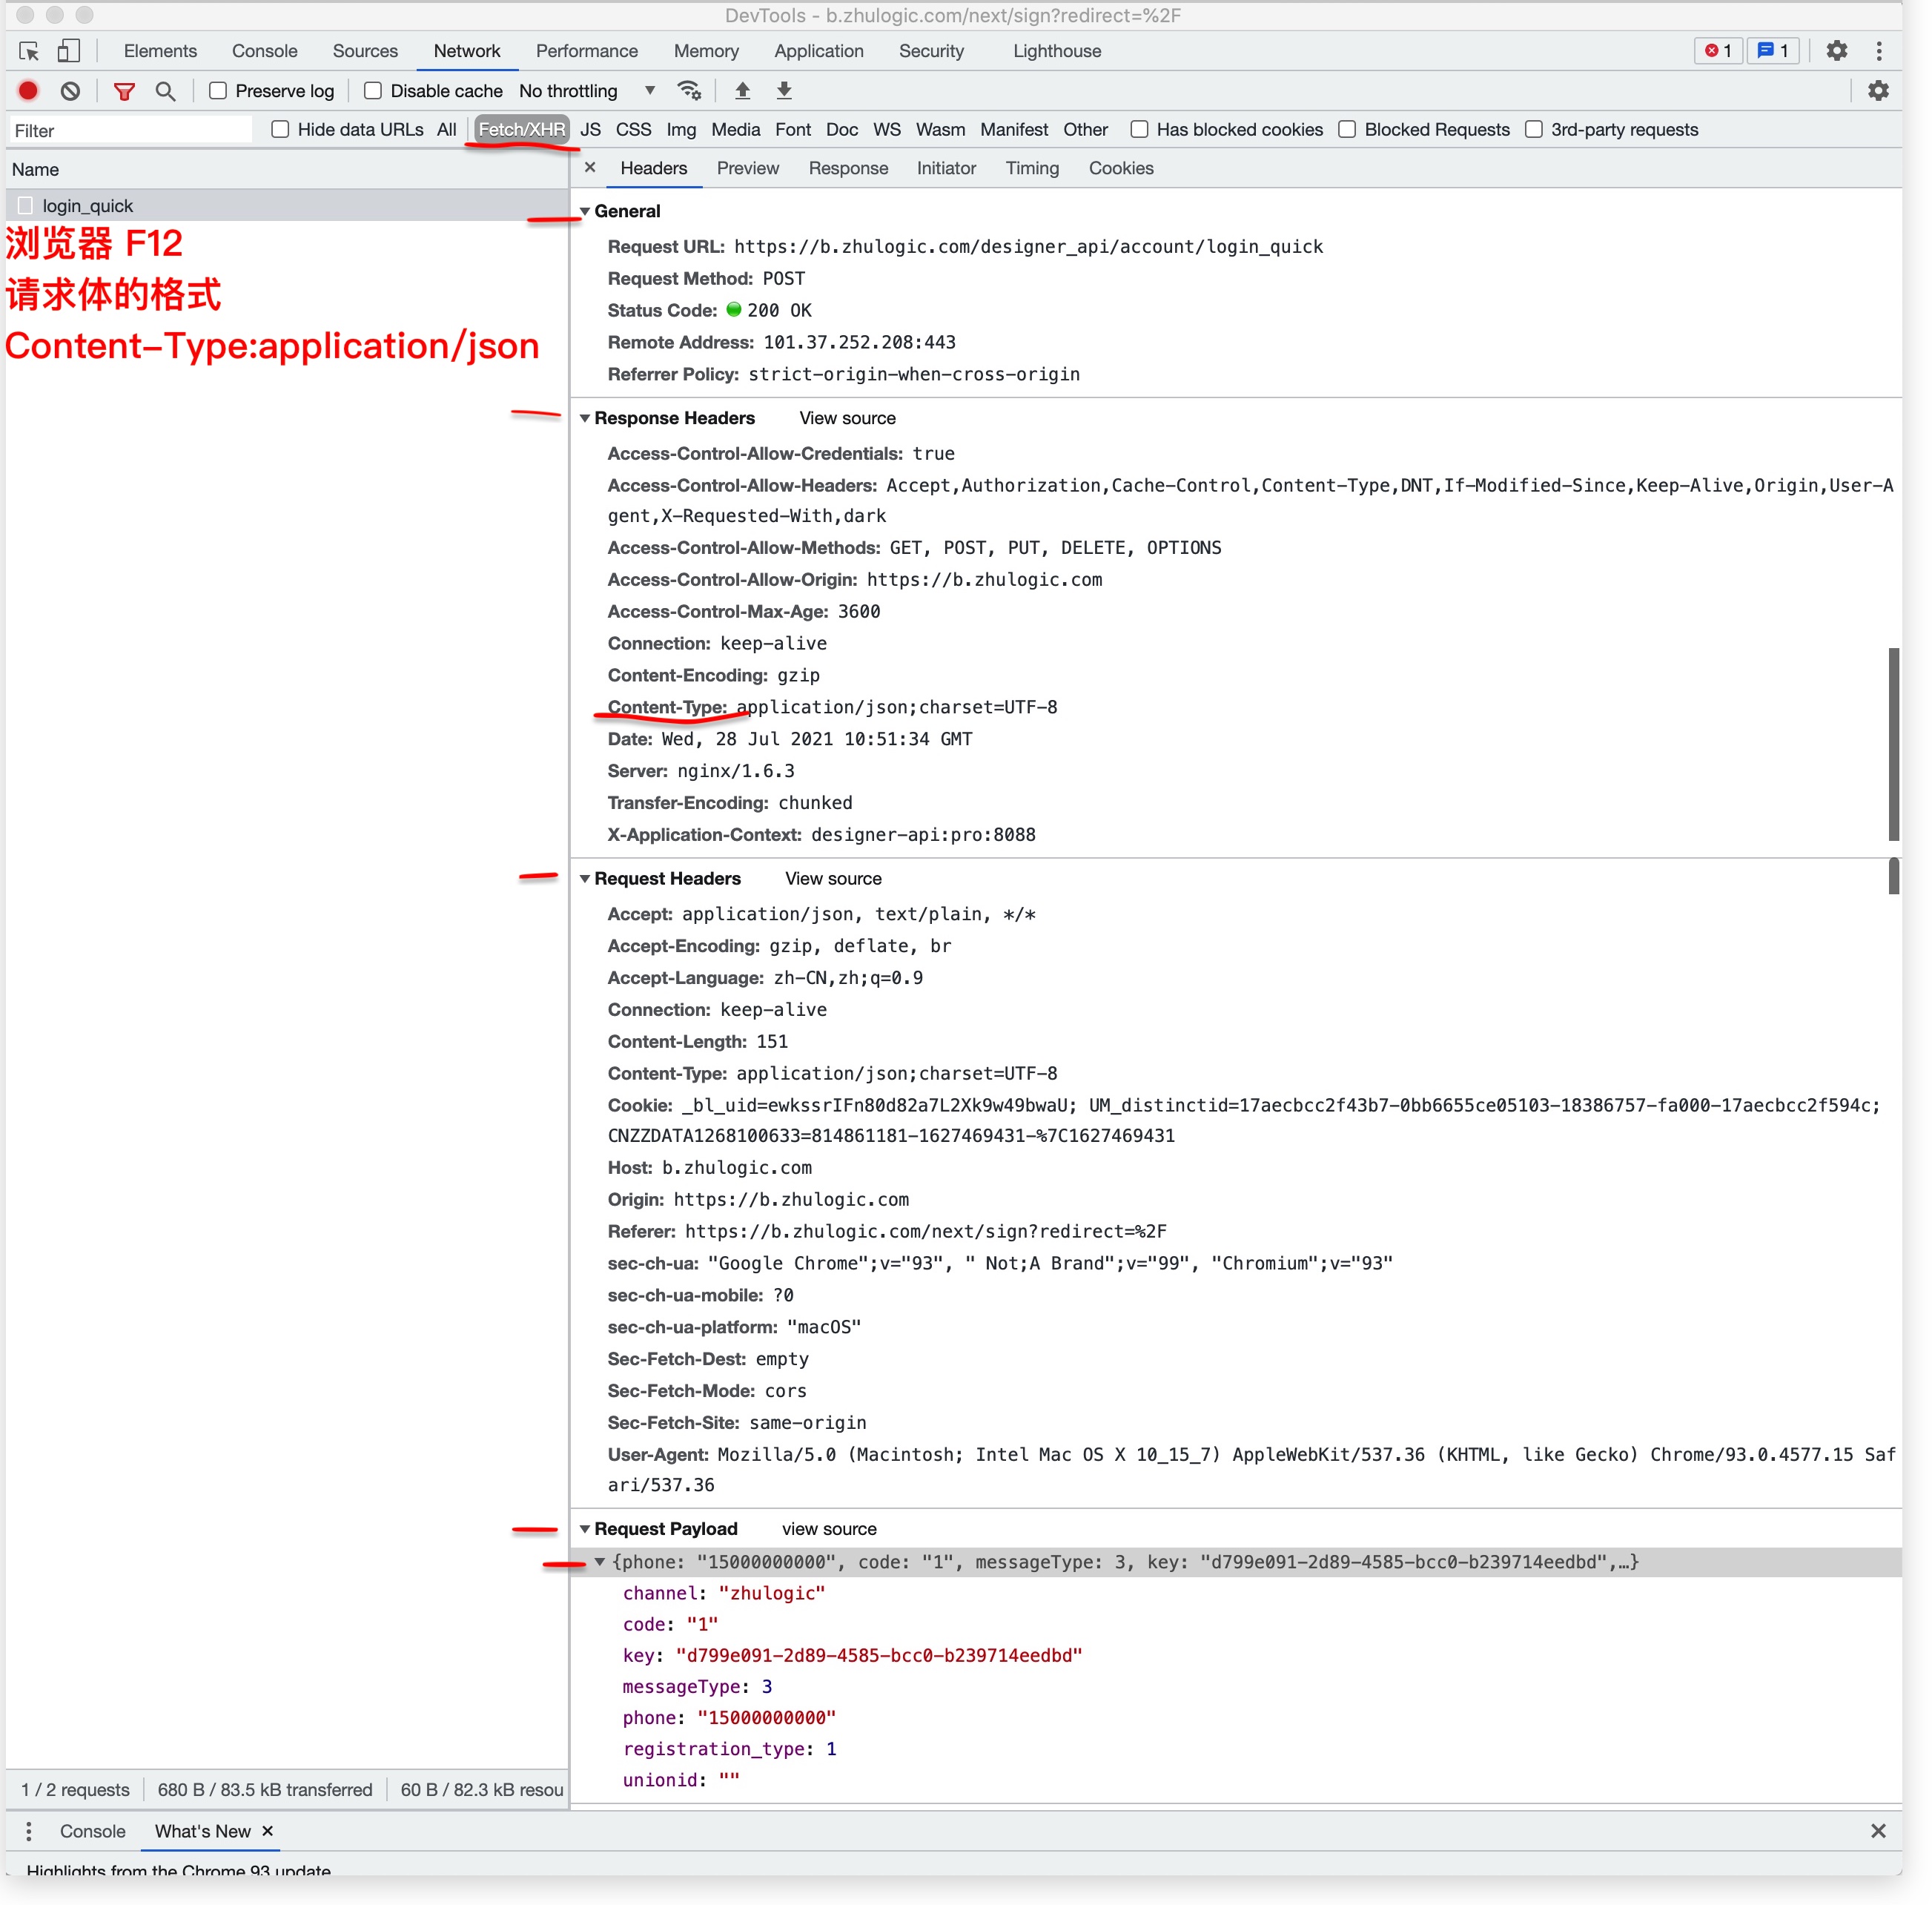 DevTools - b.zhulogic.com/next/sign?redirect=%2F
Elements Console Sources Network Performance Memory Application Security Lighthouse 1 1
Preserve log Disable cache No throttling
Filter Hide data URLs All Fetch/XHR JS CSS Img Media Font Doc WS Wasm Manifest Other Has blocked cookies Blocked Requests 3rd-party requests
Name
login_quick
浏览器 F12
请求体的格式
Content-Type:application/json
Headers Preview Response Initiator Timing Cookies
General
Request URL: https://b.zhulogic.com/designer_api/account/login_quick
Request Method: POST
Status Code: 200 OK
Remote Address: 101.37.252.208:443
Referrer Policy: strict-origin-when-cross-origin
Response Headers View source
Access-Control-Allow-Credentials: true
Access-Control-Allow-Headers: Accept,Authorization,Cache-Control,Content-Type,DNT,If-Modified-Since,Keep-Alive,Origin,User-A
gent,X-Requested-With,dark
Access-Control-Allow-Methods: GET, POST, PUT, DELETE, OPTIONS
Access-Control-Allow-Origin: https://b.zhulogic.com
Access-Control-Max-Age: 3600
Connection: keep-alive
Content-Encoding: gzip
Content-Type: application/json;charset=UTF-8
Date: Wed, 28 Jul 2021 10:51:34 GMT
Server: nginx/1.6.3
Transfer-Encoding: chunked
X-Application-Context: designer-api:pro:8088
Request Headers View source
Accept: application/json, text/plain, */*
Accept-Encoding: gzip, deflate, br
Accept-Language: zh-CN,zh;q=0.9
Connection: keep-alive
Content-Length: 151
Content-Type: application/json;charset=UTF-8
Cookie: _bl_uid=ewkssrIFn80d82a7L2Xk9w49bwaU; UM_distinctid=17aecbcc2f43b7-0bb6655ce05103-18386757-fa000-17aecbcc2f594c;
CNZZDATA1268100633=814861181-1627469431-%7C1627469431
Host: b.zhulogic.com
Origin: https://b.zhulogic.com
Referer: https://b.zhulogic.com/next/sign?redirect=%2F
sec-ch-ua: "Google Chrome";v="93", " Not;A Brand";v="99", "Chromium";v="93"
sec-ch-ua-mobile: ?0
sec-ch-ua-platform: "macOS"
Sec-Fetch-Dest: empty
Sec-Fetch-Mode: cors
Sec-Fetch-Site: same-origin
User-Agent: Mozilla/5.0 (Macintosh; Intel Mac OS X 10_15_7) AppleWebKit/537.36 (KHTML, like Gecko) Chrome/93.0.4577.15 Saf
ari/537.36
Request Payload view source
{phone: "15000000000", code: "1", messageType: 3, key: "d799e091-2d89-4585-bcc0-b239714eedbd",…}
channel: "zhulogic"
code: "1"
key: "d799e091-2d89-4585-bcc0-b239714eedbd"
messageType: 3
phone: "15000000000"
registration_type: 1
unionid: ""
1 / 2 requests 680 B / 83.5 kB transferred 60 B / 82.3 kB resou
Console What's New
Highlights from the Chrome 93 update